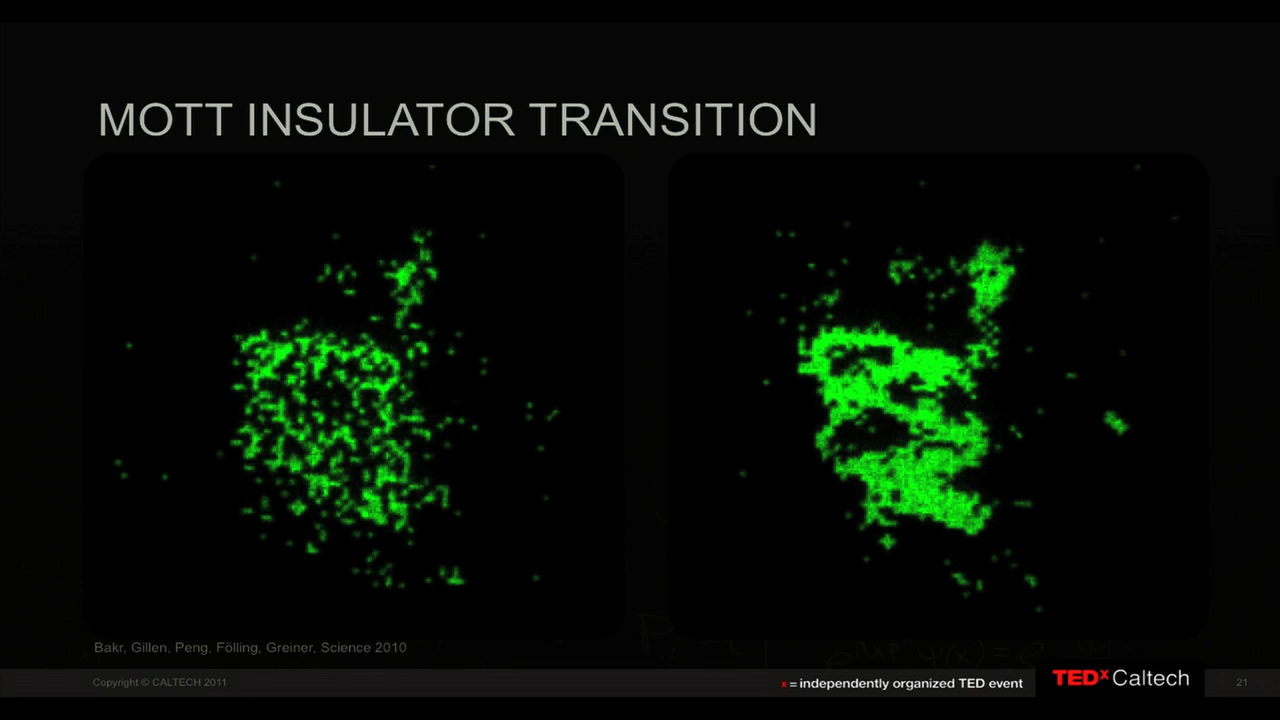 MOTT INSULATOR TRANSITION
Bakr, Gillen, Peng, Fölling, Greiner, Science 2010
Copyright © CALTECH 2011
x = independently organized TED event
TEDx Caltech
21